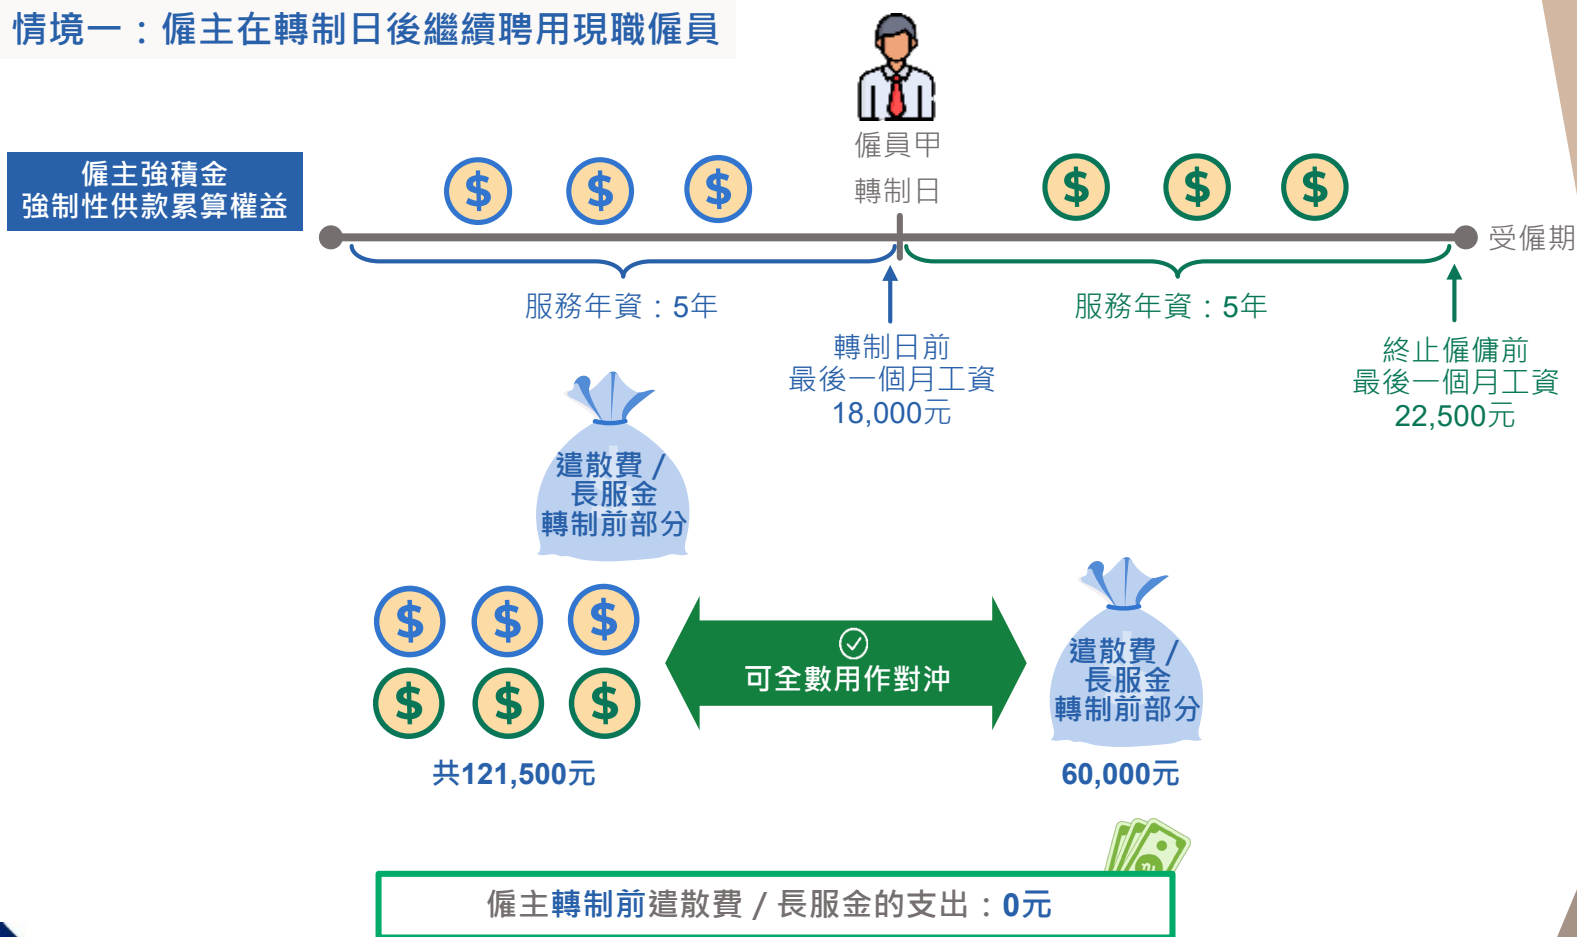 情境一：僱主在轉制日後繼續聘用現職僱員
僱員甲
轉制日
僱主強積金
強制性供款累算權益
$ $ $
$ $ $
受僱期
服務年資：5年
服務年資：5年
轉制日前
最後一個月工資
18,000元
終止僱傭前
最後一個月工資
22,500元
遣散費 /
長服金
轉制前部分
$ $ $
$ $ $
共121,500元
可全數用作對沖
遣散費 /
長服金
轉制前部分
60,000元
僱主轉制前遣散費 / 長服金的支出：0元